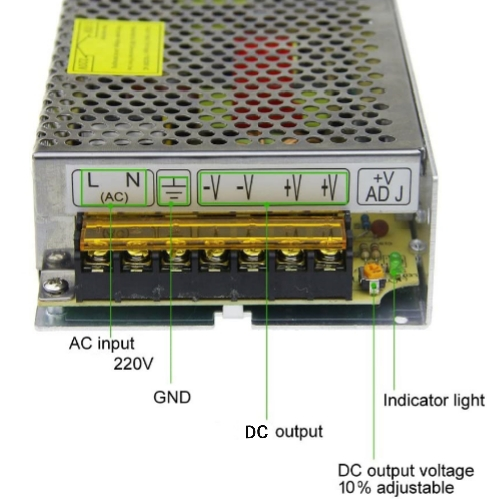 L N
(AC)
-V -V +V +V
+V
ADJ
AC input
220V
GND
DC output
Indicator light
DC output voltage
10% adjustable